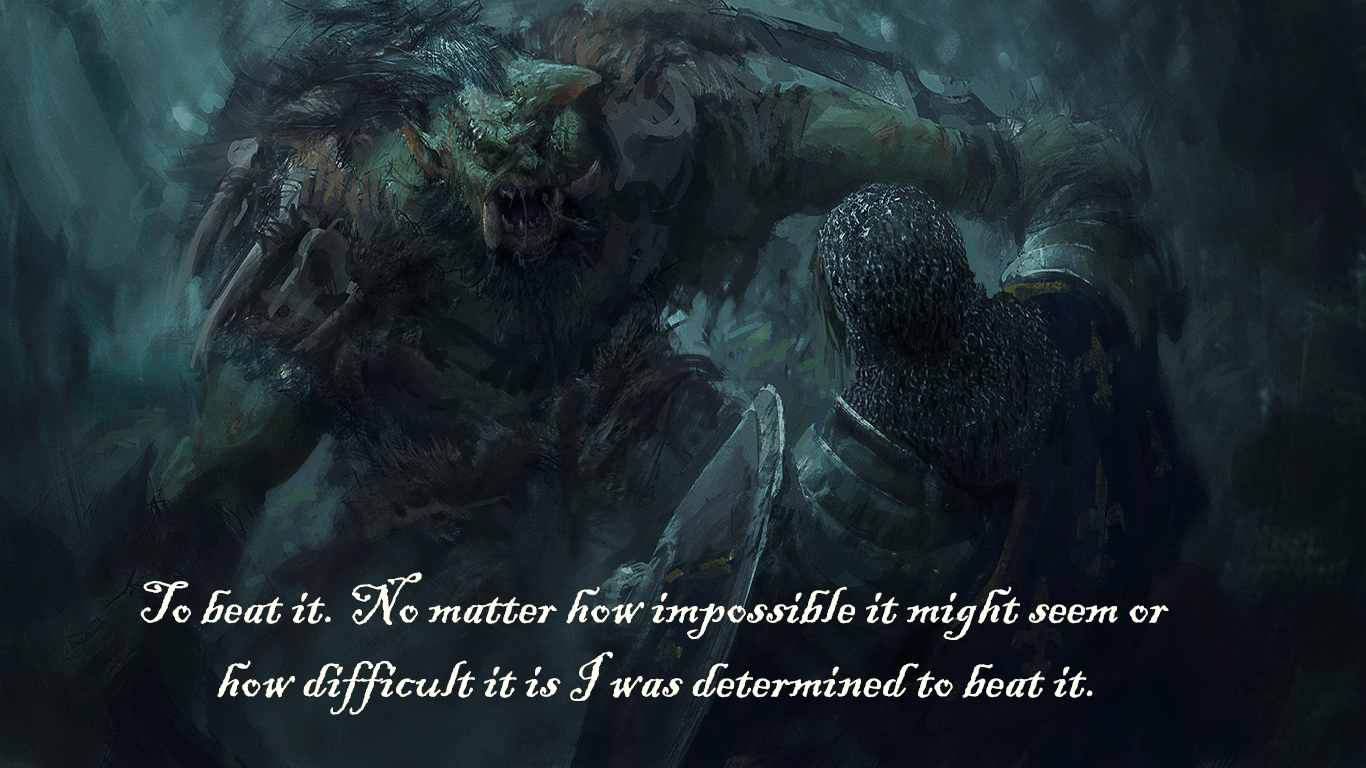 To beat it. No matter how impossible it might seem or
how difficult it is I was determined to beat it.